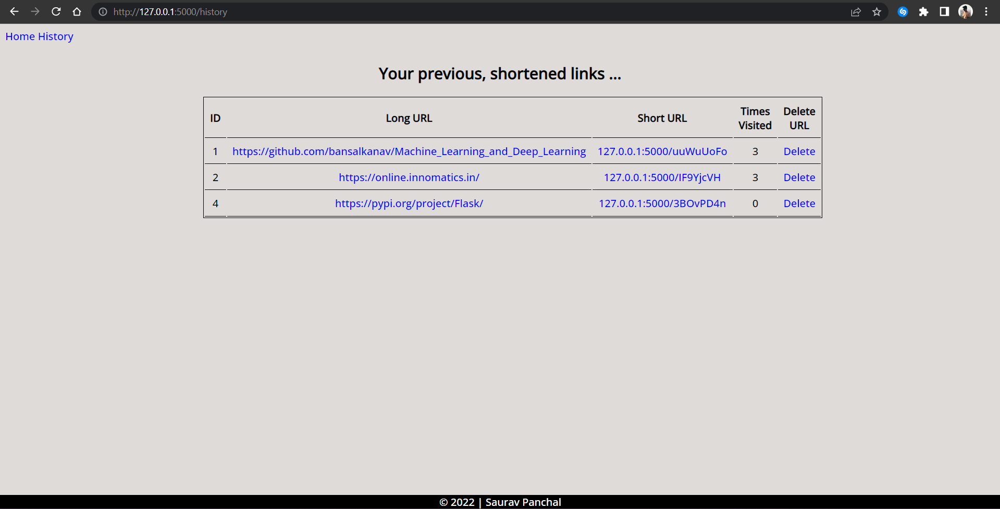 http://127.0.0.1:5000/history
Home History
Your previous, shortened links ...
ID Long URL Short URL Times Visited Delete URL
1 https://github.com/bansalkanav/Machine_Learning_and_Deep_Learning 127.0.0.1:5000/uuWuUoFo 3 Delete
2 https://online.innomatics.in/ 127.0.0.1:5000/IF9YjcVH 3 Delete
4 https://pypi.org/project/Flask/ 127.0.0.1:5000/3BOvPD4n 0 Delete
© 2022 | Saurav Panchal